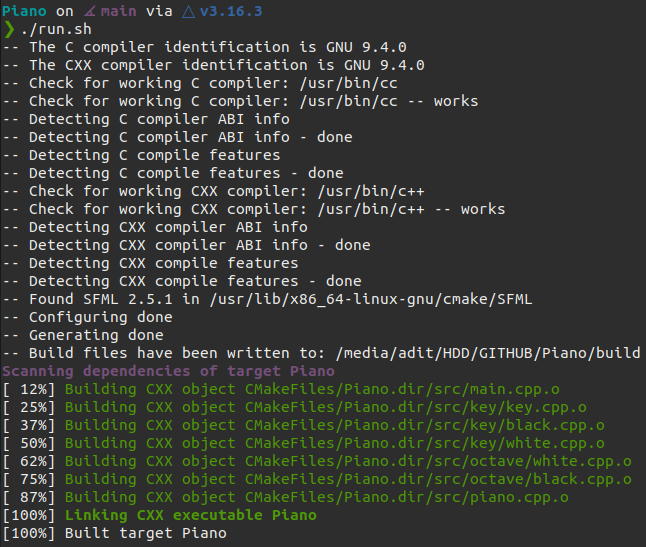 Piano on ∡ main via △ v3.16.3
❯ ./run.sh
-- The C compiler identification is GNU 9.4.0
-- The CXX compiler identification is GNU 9.4.0
-- Check for working C compiler: /usr/bin/cc
-- Check for working C compiler: /usr/bin/cc -- works
-- Detecting C compiler ABI info
-- Detecting C compiler ABI info - done
-- Detecting C compile features
-- Detecting C compile features - done
-- Check for working CXX compiler: /usr/bin/c++
-- Check for working CXX compiler: /usr/bin/c++ -- works
-- Detecting CXX compiler ABI info
-- Detecting CXX compiler ABI info - done
-- Detecting CXX compile features
-- Detecting CXX compile features - done
-- Found SFML 2.5.1 in /usr/lib/x86_64-linux-gnu/cmake/SFML
-- Configuring done
-- Generating done
-- Build files have been written to: /media/adit/HDD/GITHUB/Piano/build
Scanning dependencies of target Piano
[ 12%] Building CXX object CMakeFiles/Piano.dir/src/main.cpp.o
[ 25%] Building CXX object CMakeFiles/Piano.dir/src/key/key.cpp.o
[ 37%] Building CXX object CMakeFiles/Piano.dir/src/key/black.cpp.o
[ 50%] Building CXX object CMakeFiles/Piano.dir/src/key/white.cpp.o
[ 62%] Building CXX object CMakeFiles/Piano.dir/src/octave/white.cpp.o
[ 75%] Building CXX object CMakeFiles/Piano.dir/src/octave/black.cpp.o
[ 87%] Building CXX object CMakeFiles/Piano.dir/src/piano.cpp.o
[100%] Linking CXX executable Piano
[100%] Built target Piano